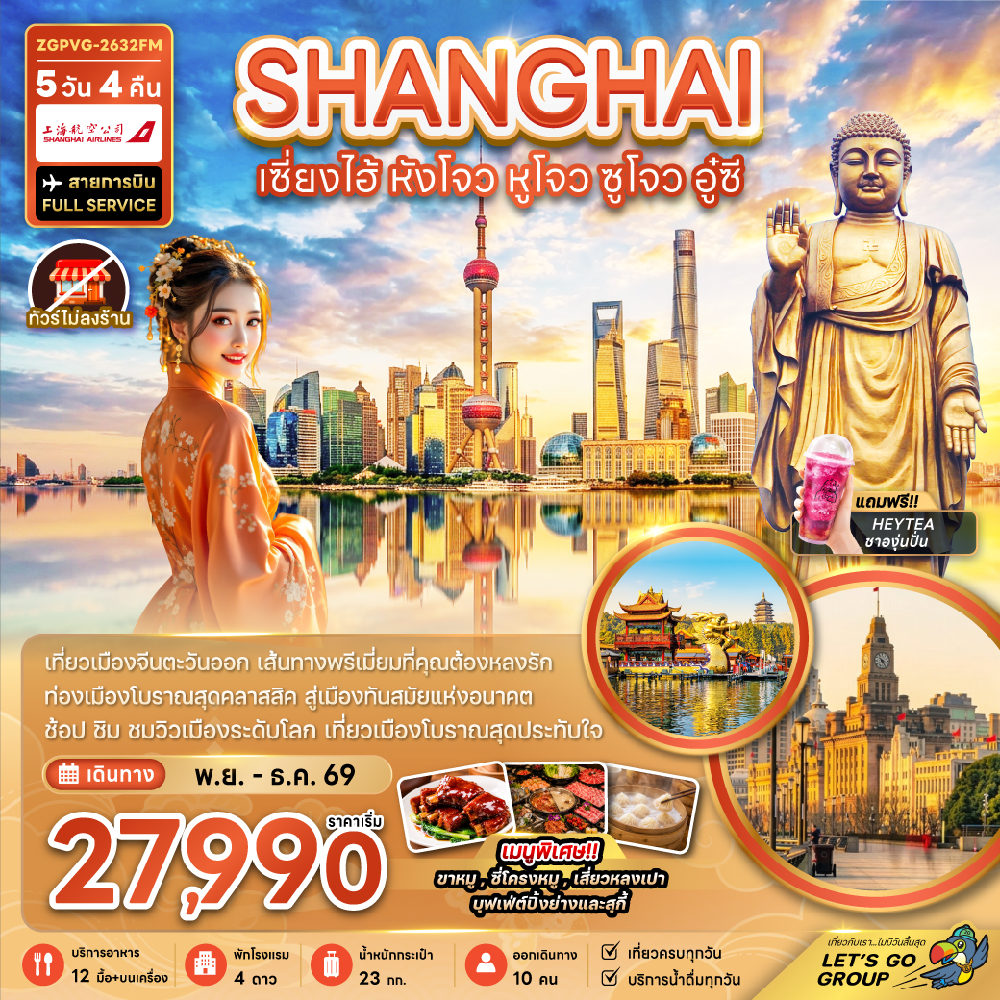 ZGPVG-2632FM
5 วัน 4 คืน
上海航空公司
SHANGHAI AIRLINES
สายการบิน
FULL SERVICE
ทัวร์ไม่ลงร้าน
SHANGHAI
เซี่ยงไฮ้ หังโจว หูโจว ซูโจว อู๋ซี
แถมฟรี!!
HEYTEA
ชาองุ่นปั่น
เที่ยวเมืองจีนตะวันออก เส้นทางพรีเมี่ยมที่คุณต้องหลงรัก
ท่องเมืองโบราณสุดคลาสสิค สู่เมืองทันสมัยแห่งอนาคต
ช้อป ชิม ชมวิวเมืองระดับโลก เที่ยวเมืองโบราณสุดประทับใจ
เดินทาง พ.ย. - ธ.ค. 69
ราคาเริ่ม
27,990
เมนูพิเศษ!!
ขาหมู , ซี่โครงหมู , เสี่ยวหลงเปา
บุฟเฟ่ต์ปิ้งย่างและสุกี้
บริการอาหาร
12 มื้อ+บนเครื่อง
พักโรงแรม
4 ดาว
น้ำหนักกระเป๋า
23 กก.
ออกเดินทาง
10 คน
เที่ยวครบทุกวัน
บริการน้ำดื่มทุกวัน
เที่ยวกับเรา...ไม่มีวันสิ้นสุด
LET'S GO
GROUP